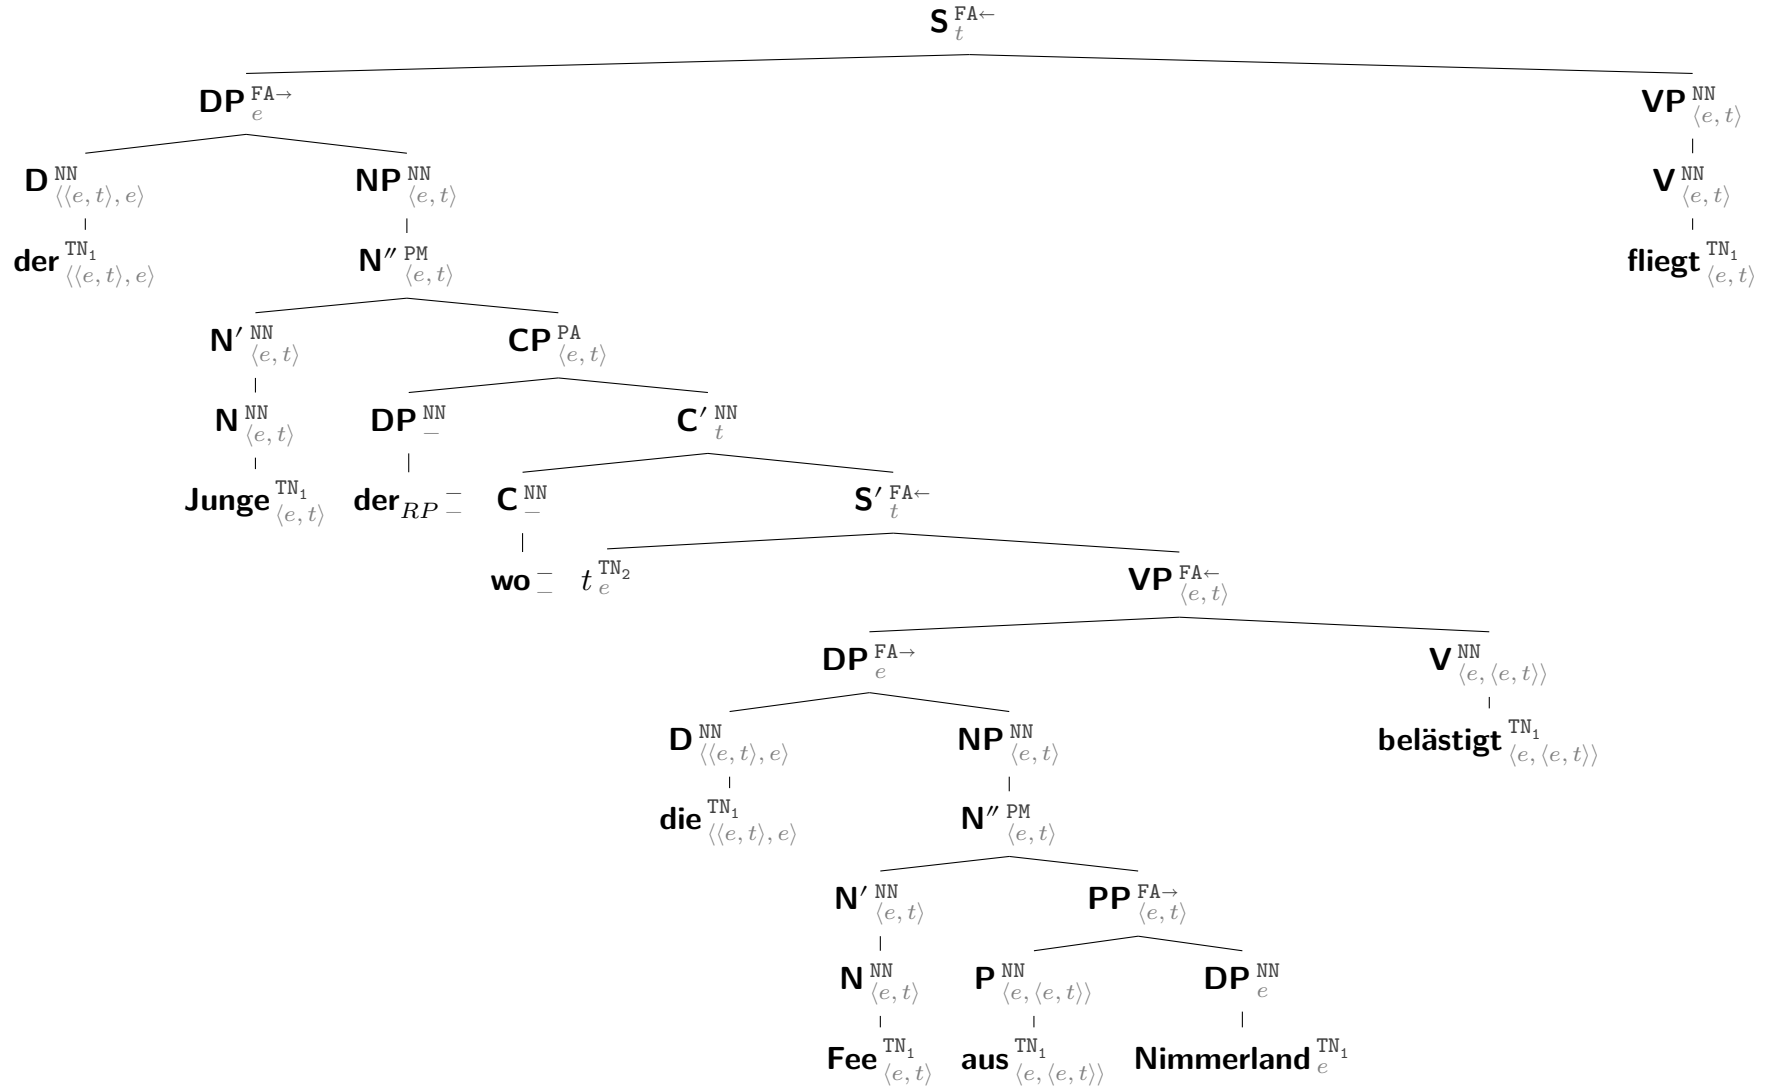 S FA← t
DP FA→ e VP NN ⟨e, t⟩
D NN ⟨⟨e, t⟩, e⟩ NP NN ⟨e, t⟩ V NN ⟨e, t⟩
der TN₁ ⟨⟨e, t⟩, e⟩ N″ PM ⟨e, t⟩ fliegt TN₁ ⟨e, t⟩
N′ NN ⟨e, t⟩ CP PA ⟨e, t⟩
N NN ⟨e, t⟩ DP NN − C′ NN t
Junge TN₁ ⟨e, t⟩ der RP − − C NN − S′ FA← t
wo − − t TN₂ e VP FA← ⟨e, t⟩
DP FA→ e V NN ⟨e, ⟨e, t⟩⟩
D NN ⟨⟨e, t⟩, e⟩ NP NN ⟨e, t⟩ belästigt TN₁ ⟨e, ⟨e, t⟩⟩
die TN₁ ⟨⟨e, t⟩, e⟩ N″ PM ⟨e, t⟩
N′ NN ⟨e, t⟩ PP FA→ ⟨e, t⟩
N NN ⟨e, t⟩ P NN ⟨e, ⟨e, t⟩⟩ DP NN e
Fee TN₁ ⟨e, t⟩ aus TN₁ ⟨e, ⟨e, t⟩⟩ Nimmerland TN₁ e